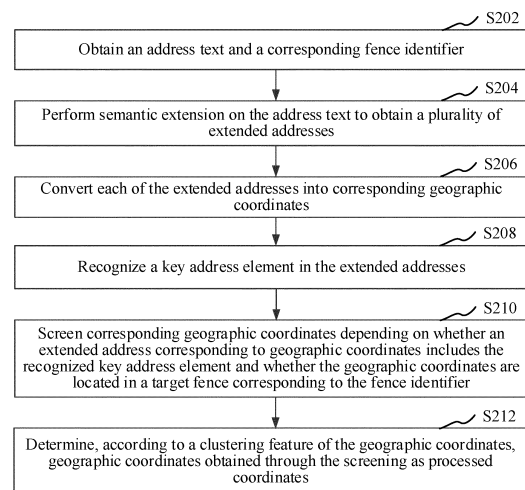 S202
Obtain an address text and a corresponding fence identifier
S204
Perform semantic extension on the address text to obtain a plurality of
extended addresses
S206
Convert each of the extended addresses into corresponding geographic
coordinates
S208
Recognize a key address element in the extended addresses
S210
Screen corresponding geographic coordinates depending on whether an
extended address corresponding to geographic coordinates includes the
recognized key address element and whether the geographic coordinates are
located in a target fence corresponding to the fence identifier
S212
Determine, according to a clustering feature of the geographic coordinates,
geographic coordinates obtained through the screening as processed
coordinates